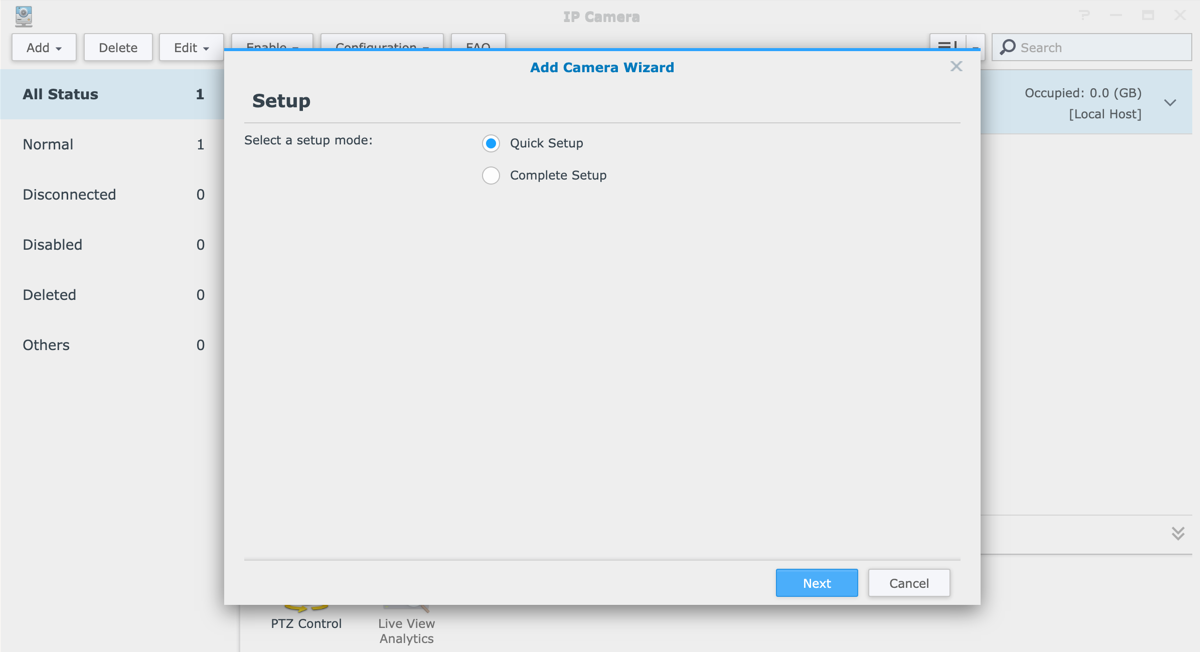 IP Camera
Add
Delete
Edit
Enable
Configuration
FAQ
Search
Add Camera Wizard
All Status 1
Setup
Occupied: 0.0 (GB)
[Local Host]
Normal 1
Select a setup mode:
Quick Setup
Complete Setup
Disconnected 0
Disabled 0
Deleted 0
Others 0
Next
Cancel
PTZ Control
Live View
Analytics